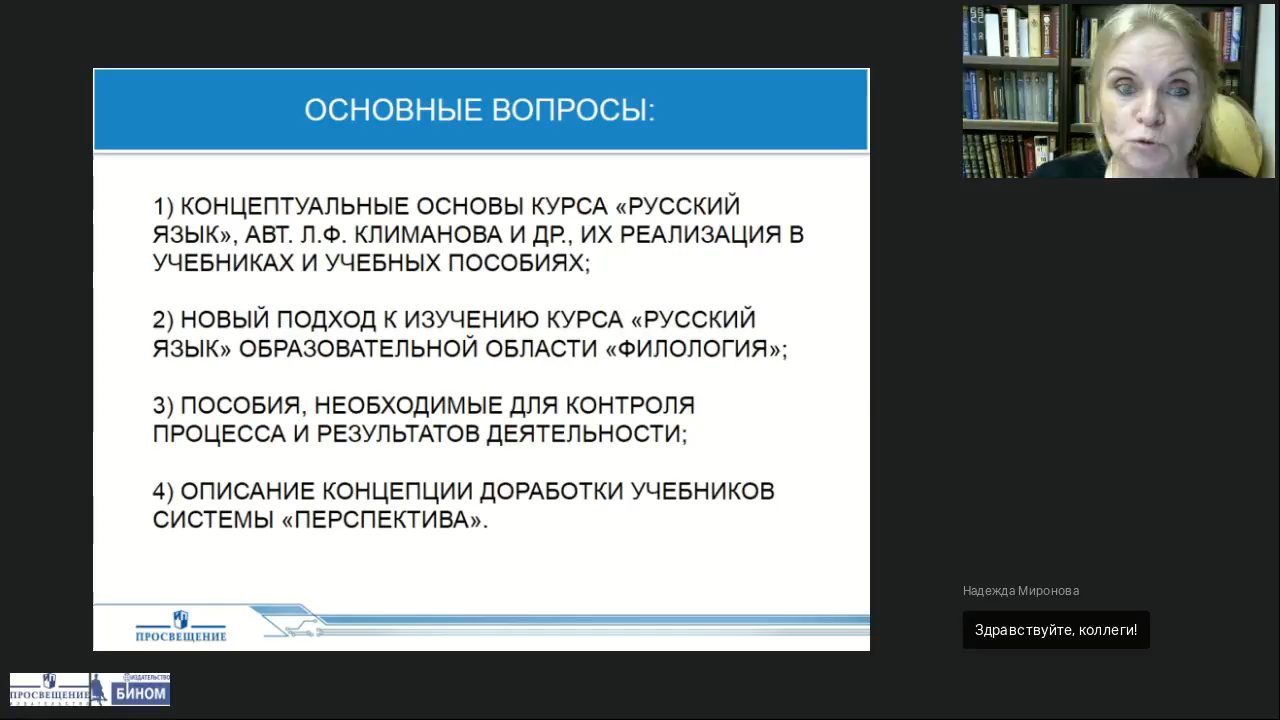 ОСНОВНЫЕ ВОПРОСЫ:
1) КОНЦЕПТУАЛЬНЫЕ ОСНОВЫ КУРСА «РУССКИЙ
ЯЗЫК», АВТ. Л.Ф. КЛИМАНОВА И ДР., ИХ РЕАЛИЗАЦИЯ В
УЧЕБНИКАХ И УЧЕБНЫХ ПОСОБИЯХ;
2) НОВЫЙ ПОДХОД К ИЗУЧЕНИЮ КУРСА «РУССКИЙ
ЯЗЫК» ОБРАЗОВАТЕЛЬНОЙ ОБЛАСТИ «ФИЛОЛОГИЯ»;
3) ПОСОБИЯ, НЕОБХОДИМЫЕ ДЛЯ КОНТРОЛЯ
ПРОЦЕССА И РЕЗУЛЬТАТОВ ДЕЯТЕЛЬНОСТИ;
4) ОПИСАНИЕ КОНЦЕПЦИИ ДОРАБОТКИ УЧЕБНИКОВ
СИСТЕМЫ «ПЕРСПЕКТИВА».
ПРОСВЕЩЕНИЕ
Надежда Миронова
Здравствуйте, коллеги!
ПРОСВЕЩЕНИЕ
ИЗДАТЕЛЬСТВО
ИЗДАТЕЛЬСТВО
БИНОМ